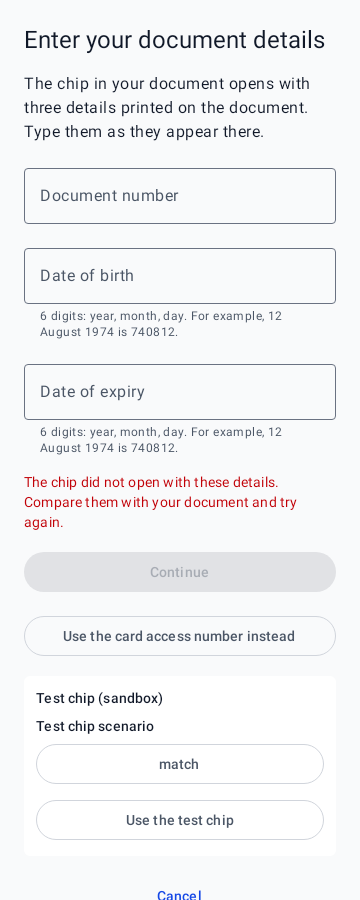 Enter your document details
The chip in your document opens with
three details printed on the document.
Type them as they appear there.
Document number
Date of birth
6 digits: year, month, day. For example, 12
August 1974 is 740812.
Date of expiry
6 digits: year, month, day. For example, 12
August 1974 is 740812.
The chip did not open with these details.
Compare them with your document and try
again.
Continue
Use the card access number instead
Test chip (sandbox)
Test chip scenario
match
Use the test chip
Cancel